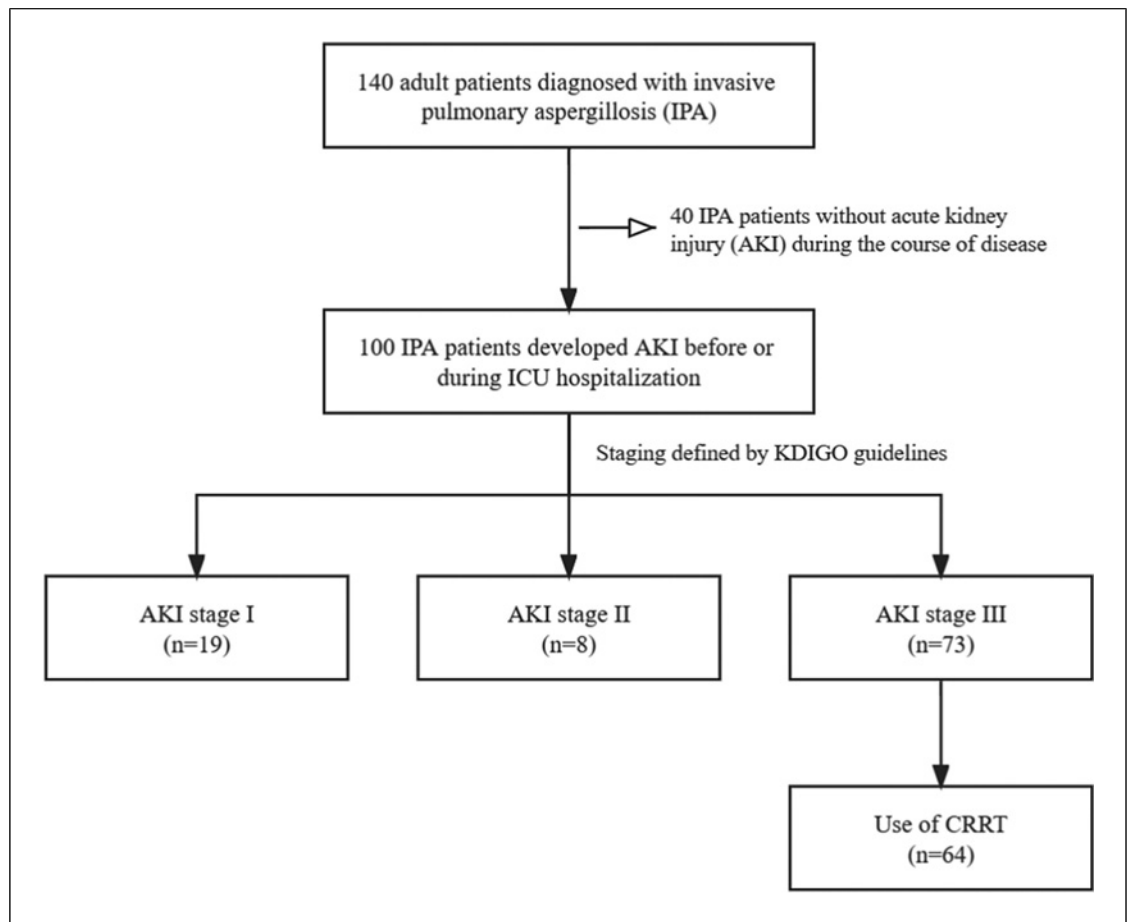 140 adult patients diagnosed with invasive
pulmonary aspergillosis (IPA)
40 IPA patients without acute kidney
injury (AKI) during the course of disease
100 IPA patients developed AKI before or
during ICU hospitalization
Staging defined by KDIGO guidelines
AKI stage I
(n=19)
AKI stage II
(n=8)
AKI stage III
(n=73)
Use of CRRT
(n=64)